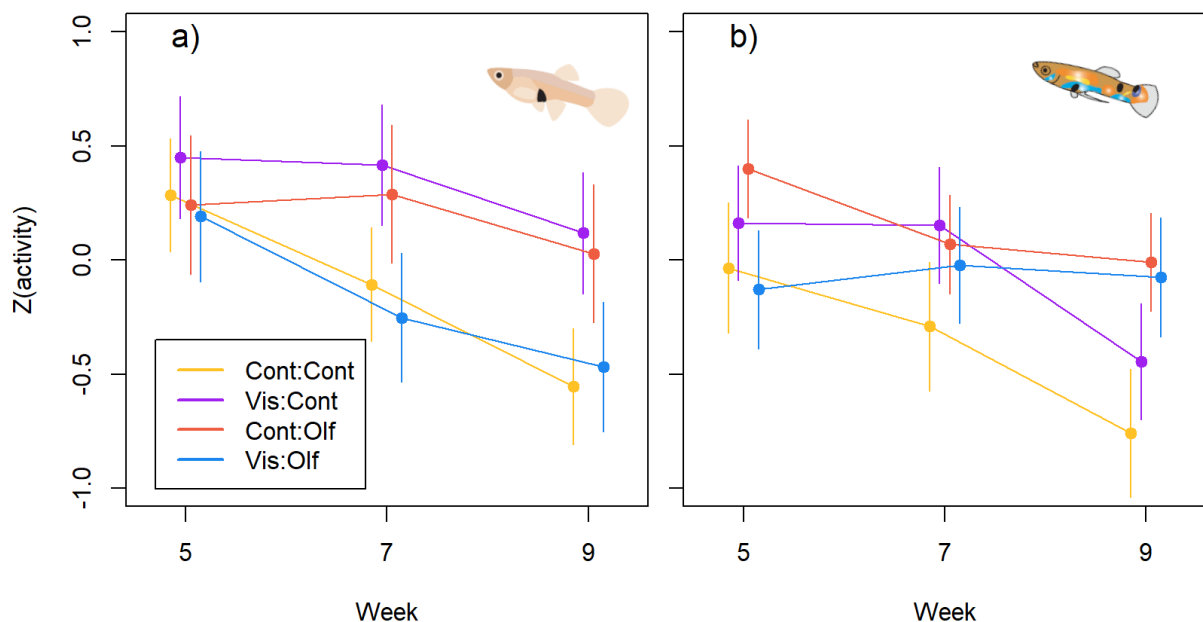 a)
b)
Z(activity)
1.0
0.5
0.0
-0.5
-1.0
Cont:Cont
Vis:Cont
Cont:Olf
Vis:Olf
5 7 9
5 7 9
Week
Week